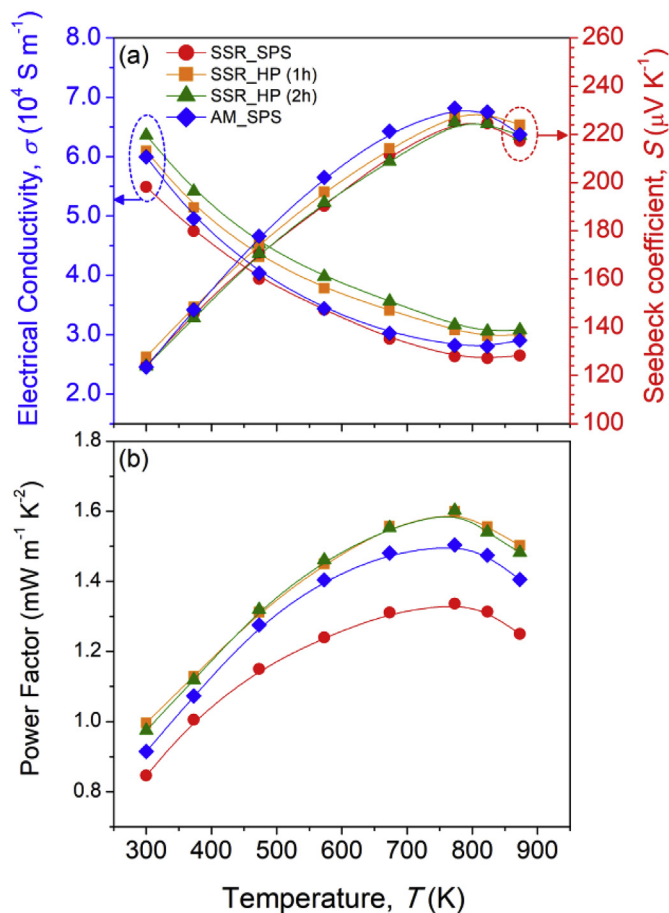 (a)
SSR_SPS
SSR_HP (1h)
SSR_HP (2h)
AM_SPS
Electrical Conductivity, σ (10⁴ S m⁻¹)
8.0
7.0
6.0
5.0
4.0
3.0
2.0
Seebeck coefficient, S (μV K⁻¹)
260
240
220
200
180
160
140
120
100
(b)
Power Factor (mW m⁻¹ K⁻²)
1.8
1.6
1.4
1.2
1.0
0.8
300 400 500 600 700 800 900
Temperature, T (K)